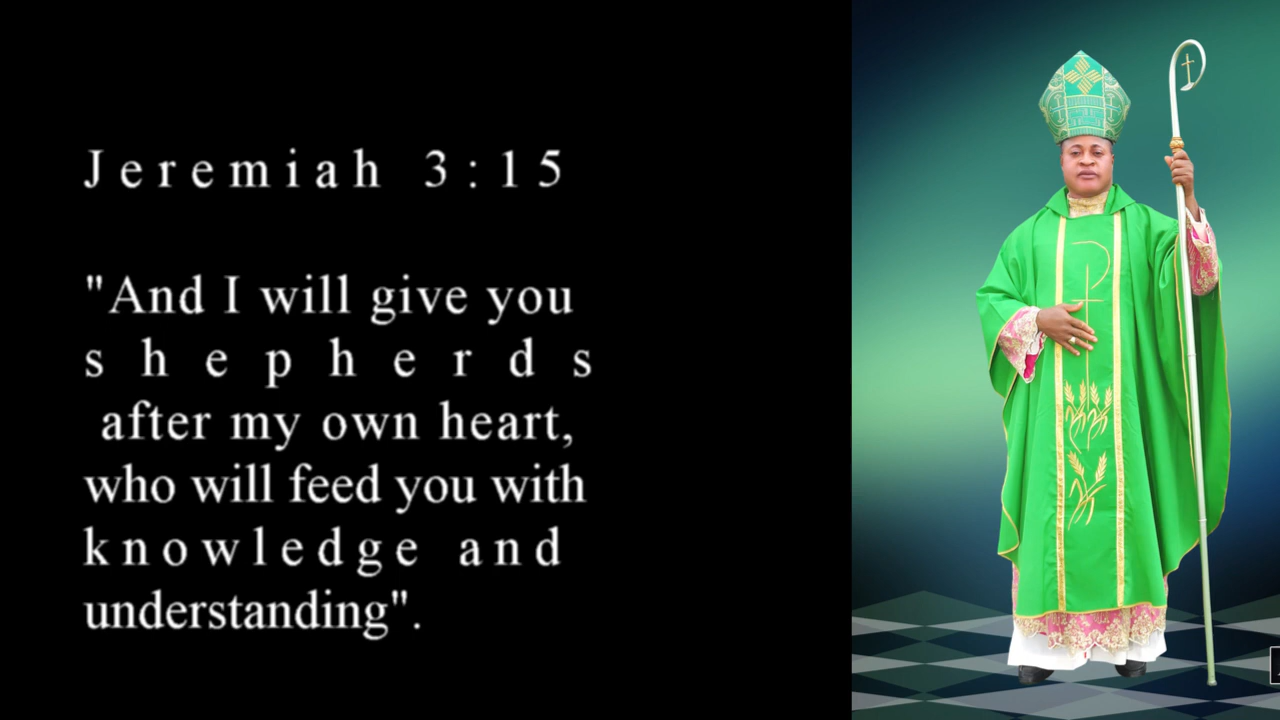 Jeremiah 3:15
"And I will give you
shepherds
after my own heart,
who will feed you with
knowledge and
understanding".